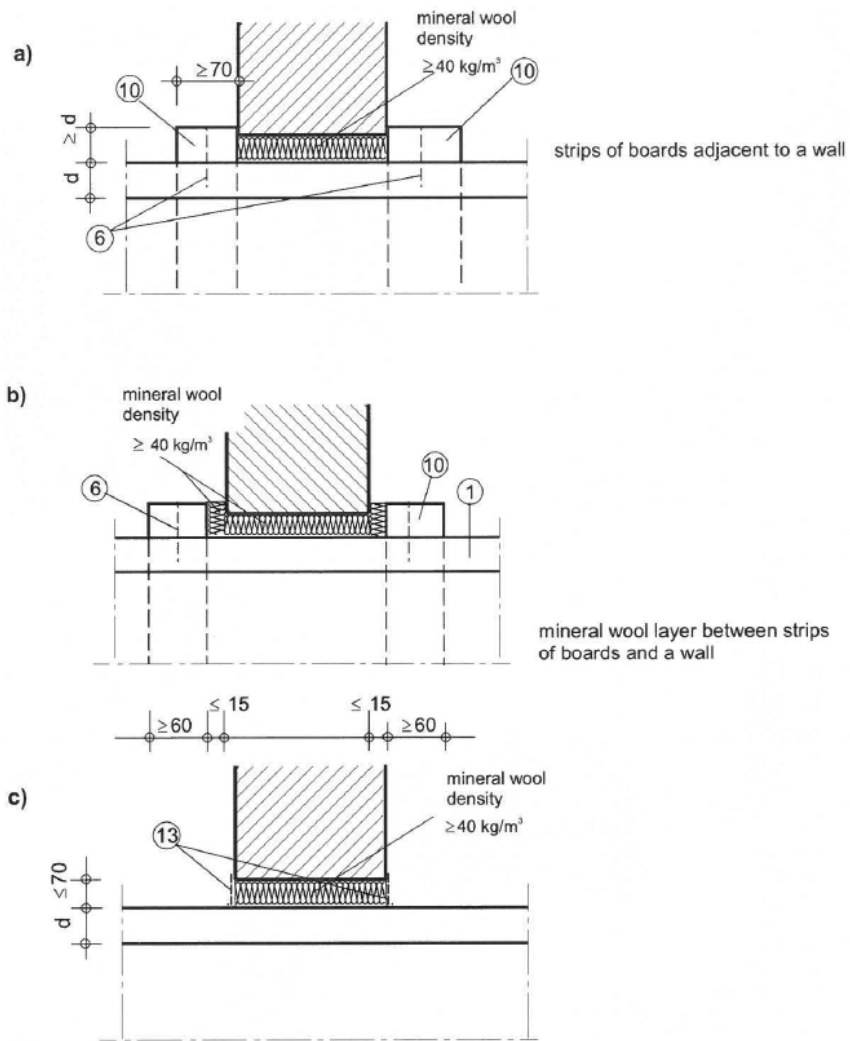 a)
mineral wool
density
≥40 kg/m³
≥70
10
10
≥ d
d
6
strips of boards adjacent to a wall
b)
mineral wool
density
≥ 40 kg/m³
6
10
1
mineral wool layer between strips
of boards and a wall
≤ 15
≤ 15
≥60
≥60
c)
mineral wool
density
≥40 kg/m³
13
≤70
d